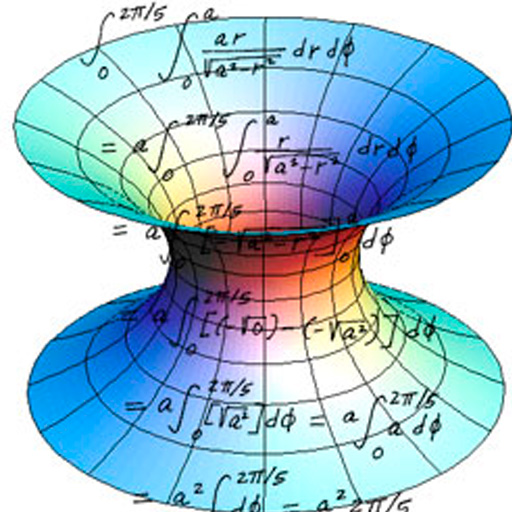 ∫₀^{2π/5} ∫₀^a ar/√(a²-r²) dr dϕ
= a∫₀^{2π/5} ∫₀^a r/√(a²-r²) dr dϕ
= a∫₀^{2π/5} [-√(a²-r²)]₀^a dϕ
= a∫₀^{2π/5} [(-√0)-(-√a²)] dϕ
= a∫₀^{2π/5} [√a²] dϕ = a∫₀^{2π/5} a dϕ
= a²∫^{2π/5} dϕ = a² 2π/5